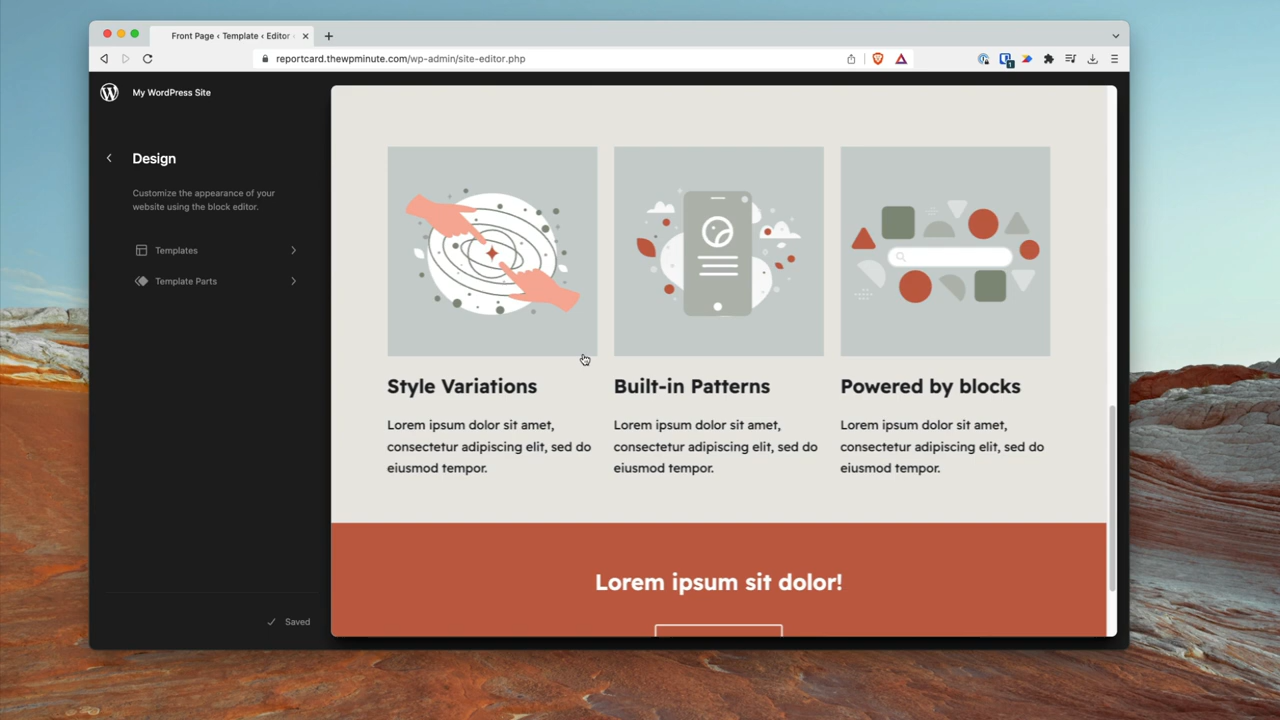 Front Page ‹ Template ‹ Editor
reportcard.thewpminute.com/wp-admin/site-editor.php
1
My WordPress Site
Design
Customize the appearance of your
website using the block editor.
Templates
Template Parts
Saved
Style Variations
Lorem ipsum dolor sit amet,
consectetur adipiscing elit, sed do
eiusmod tempor.
Built-in Patterns
Lorem ipsum dolor sit amet,
consectetur adipiscing elit, sed do
eiusmod tempor.
Powered by blocks
Lorem ipsum dolor sit amet,
consectetur adipiscing elit, sed do
eiusmod tempor.
Lorem ipsum sit dolor!